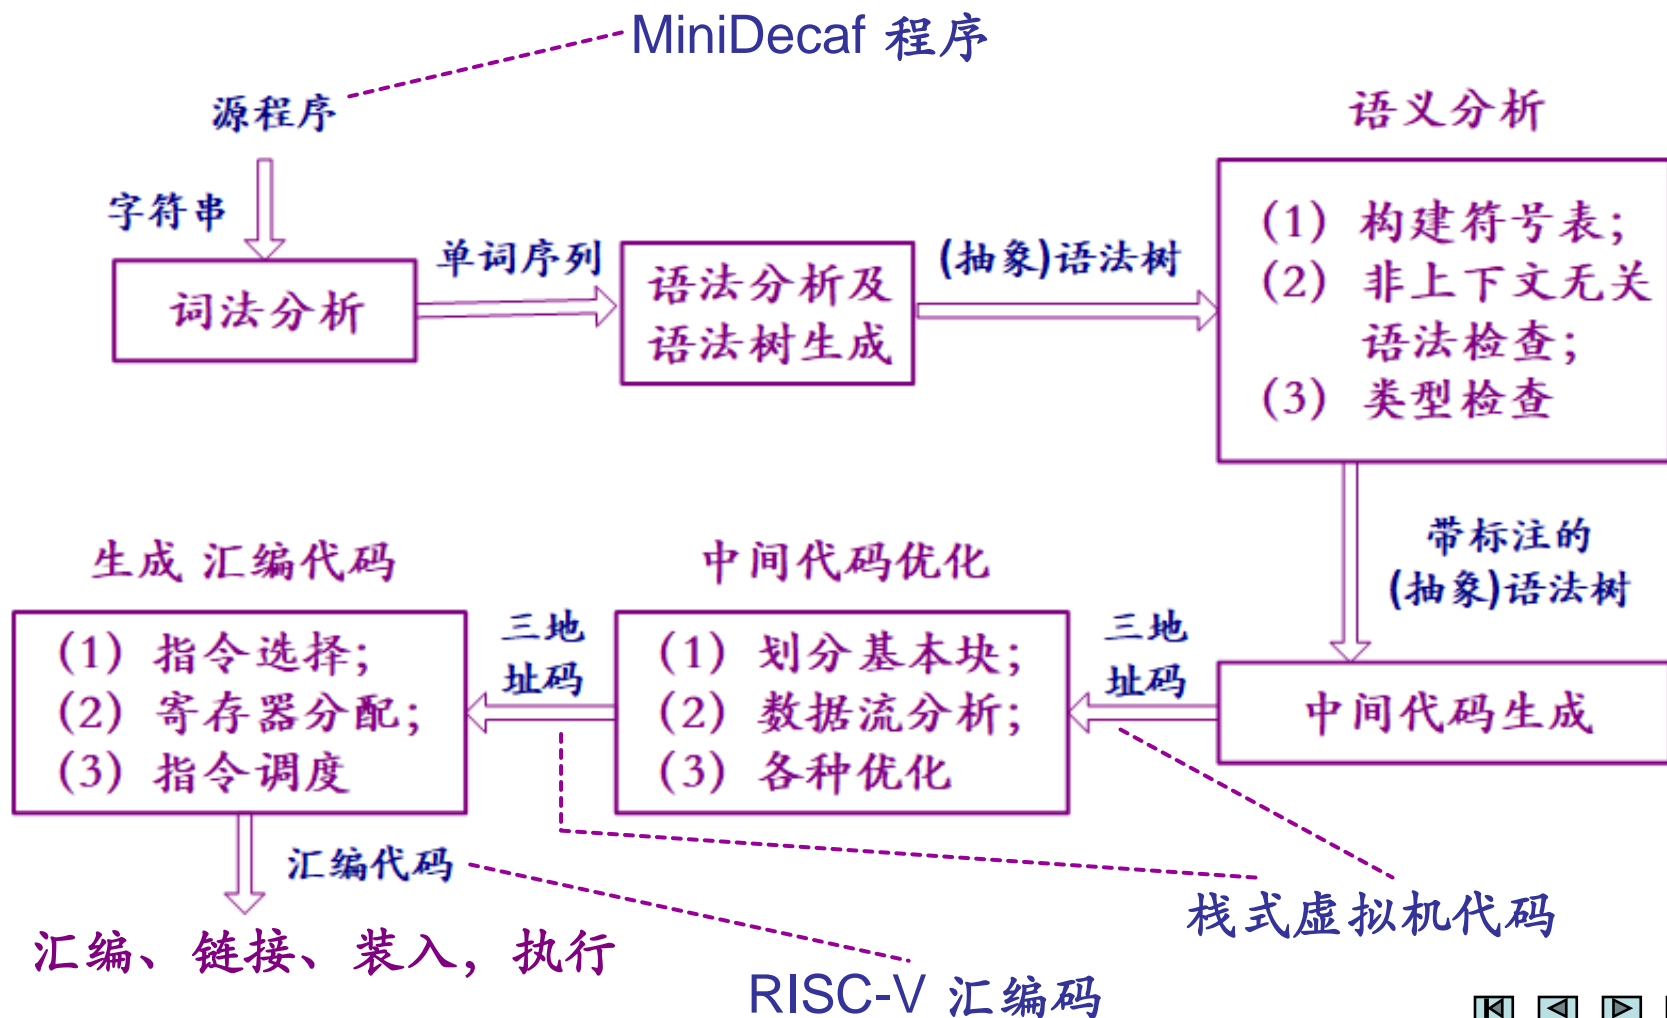 MiniDecaf 程序
源程序
字符串
词法分析
单词序列
语法分析及
语法树生成
(抽象)语法树
语义分析
(1) 构建符号表;
(2) 非上下文无关
语法检查;
(3) 类型检查
带标注的
(抽象)语法树
中间代码生成
三地
址码
中间代码优化
(1) 划分基本块;
(2) 数据流分析;
(3) 各种优化
三地
址码
生成 汇编代码
(1) 指令选择;
(2) 寄存器分配;
(3) 指令调度
汇编代码
汇编、链接、装入, 执行
栈式虚拟机代码
RISC-V 汇编码